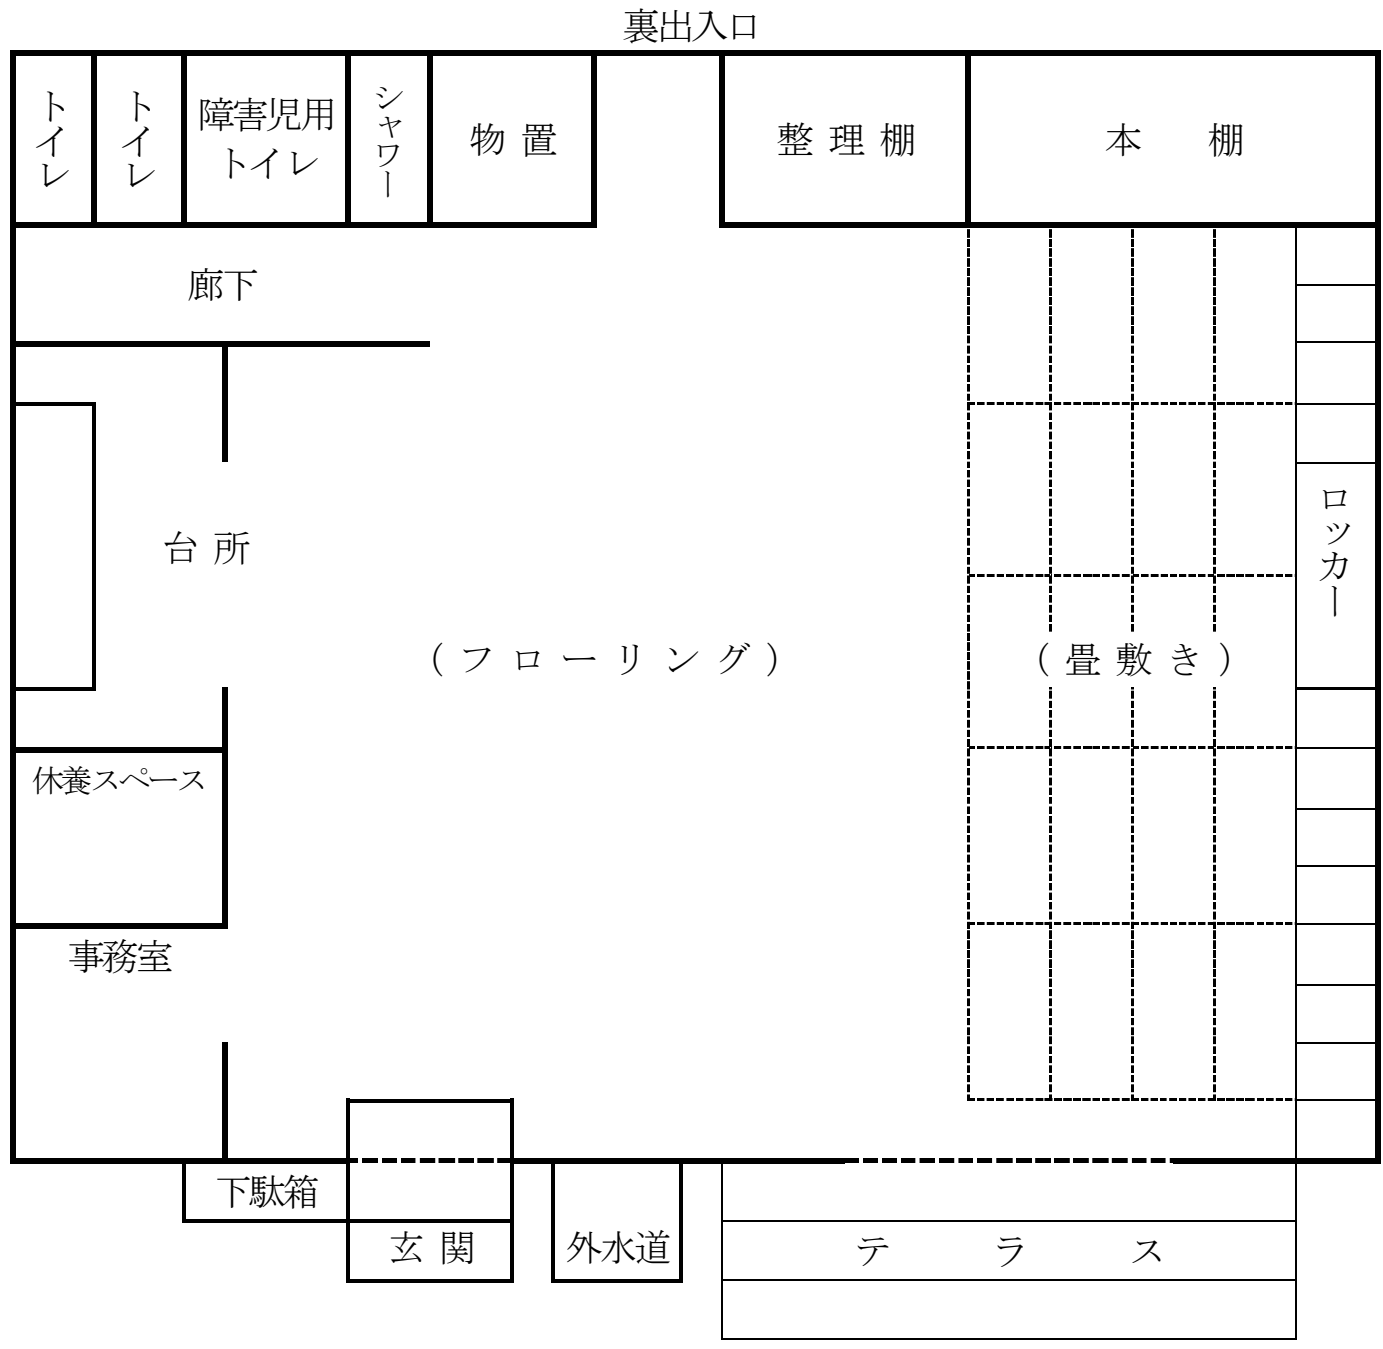 裏出入口
トイレ
トイレ
障害児用
トイレ
シャワー
物置
整理棚
本棚
廊下
ロッカー
台所
(フローリング)
(畳敷き)
休養スペース
事務室
下駄箱
玄関
外水道
テラス